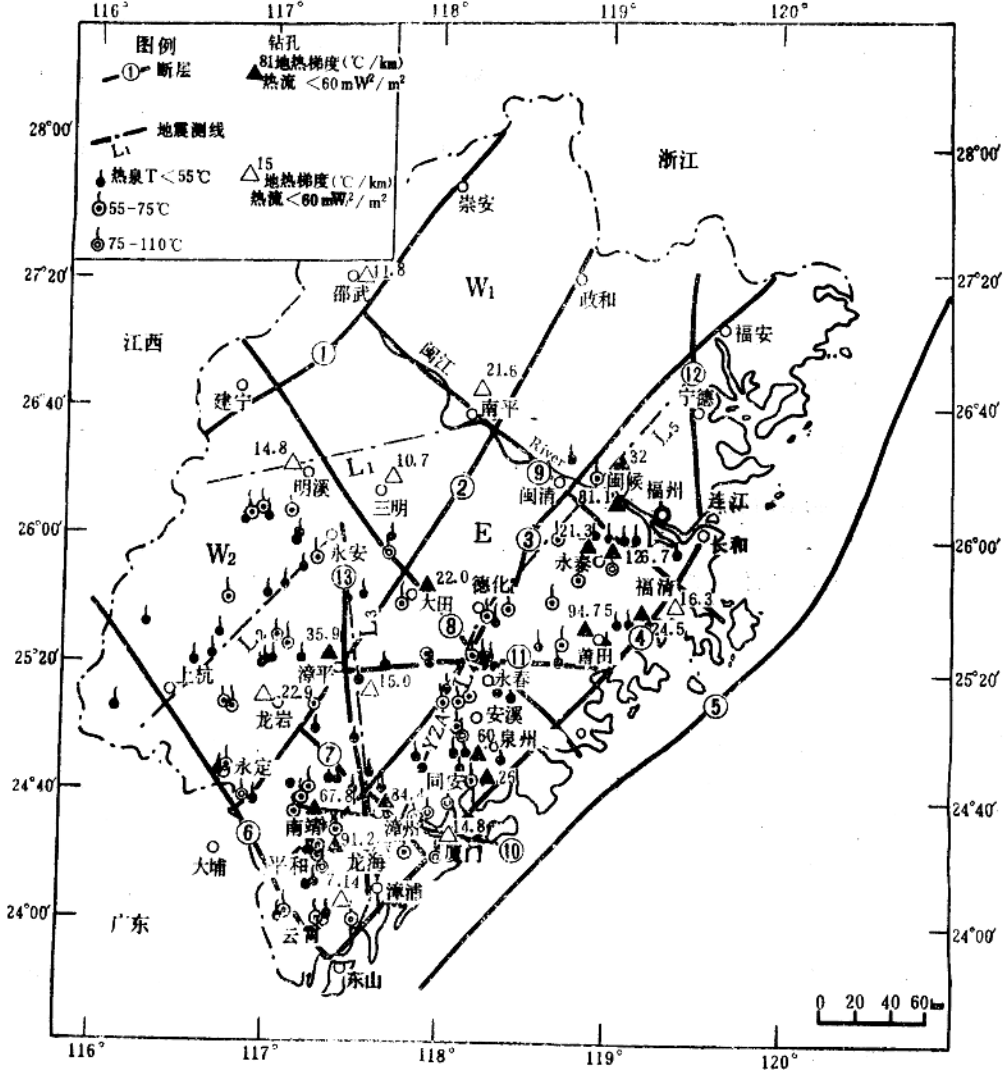 116° 117° 118° 119° 120°
图例
① 断层
L₁ 地震测线
热泉T<55℃
55-75℃
75-110℃
钻孔
81地热梯度(℃/km)
热流 <60mW²/m²
15
地热梯度(℃/km)
热流<60mW²/m²
28°00′
28°00′
浙江
崇安
27°20′
27°20′
11.8
邵武
W₁
政和
江西
福安
闽江
①
⑫
21.6
宁德
建宁
26°40′
26°40′
南平
L₅
River
14.8
L₁
10.7
⑨
32
明溪
三明
②
闽清
闽候
81.1
福州
连江
26°00′
26°00′
W₂
E
③
21.3
长和
永安
永泰
126.7
⑬
22.0
德化
福清
大田
16.3
L₃
⑧
94.75
24.5
35.9
④
莆田
25°20′
25°20′
漳平
⑪
上杭
15.0
永春
⑤
22.9
龙岩
安溪
YZA
60
泉州
⑦
永定
同安
26
24°40′
24°40′
67.8
84.4
南靖
漳州
14.8
⑥
91.2
厦门
⑩
大埔
平和
龙海
7.14
漳浦
24°00′
24°00′
广东
云霄
东山
0 20 40 60km
116° 117° 118° 119° 120°